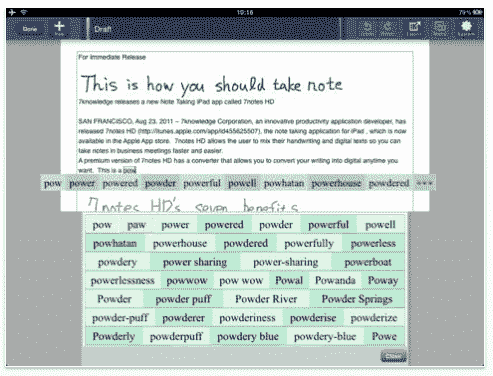 19:16
79%
Done
Draft
For Immediate Release
This is how you should take note
7knowledge releases a new Note Taking iPad app called 7notes HD
SAN FRANCISCO, Aug 23, 2011 – 7knowledge Corporation, an innovative productivity application developer, has
released 7notes HD (http://itunes.apple.com/app/id455625507), the note taking application for iPad , which is now
available in the Apple App store. 7notes HD allows the user to mix their handwriting and digital texts so you can
take notes in business meetings faster and easier.
A premium version of 7notes HD has a converter that allows you to convert your writing into digital anytime you
want. This is a pow
pow power powered powder powerful powell powhatan powerhouse powdered
7notes HD's seven benefits
pow paw power powered powder powerful powell
powhatan powerhouse powdered powerfully powerless
powdery power sharing power-sharing powerboat
powerlessness powwow pow wow Powal Powanda Poway
Powder powder puff Powder River Powder Springs
powder-puff powderer powderiness powderise powderize
Powderly powderpuff powdery blue powdery-blue Powe
Close